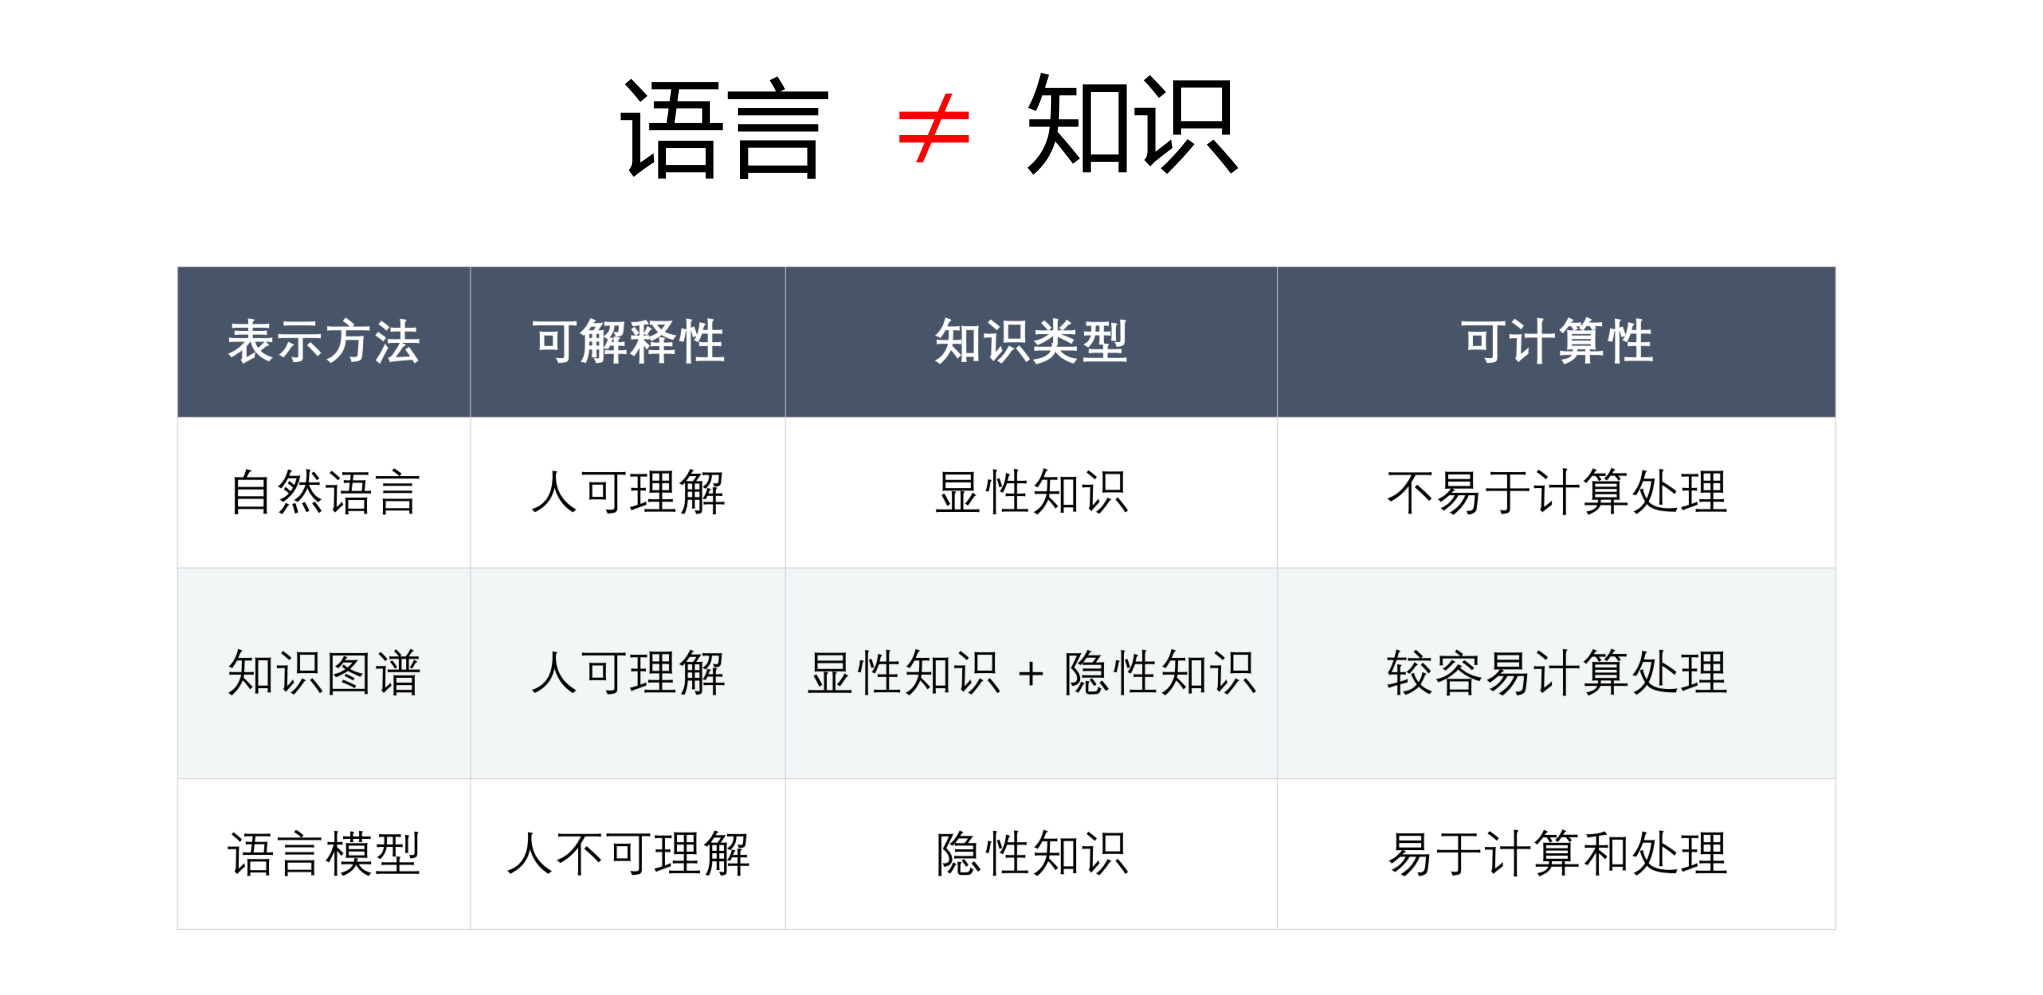 语言 ≠ 知识
表示方法 可解释性 知识类型 可计算性
自然语言 人可理解 显性知识 不易于计算处理
知识图谱 人可理解 显性知识 + 隐性知识 较容易计算处理
语言模型 人不可理解 隐性知识 易于计算和处理